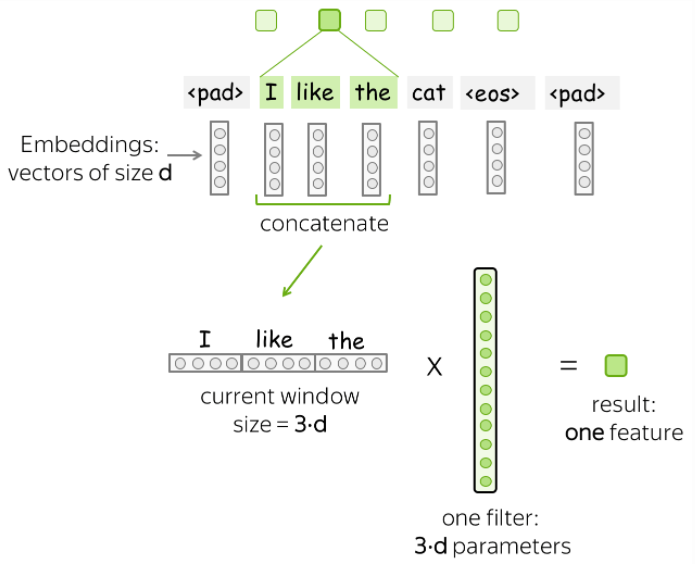 <pad> I like the cat <eos> <pad>
Embeddings:
vectors of size d
concatenate
I like the
x
=
current window
size = 3·d
result:
one feature
one filter:
3·d parameters